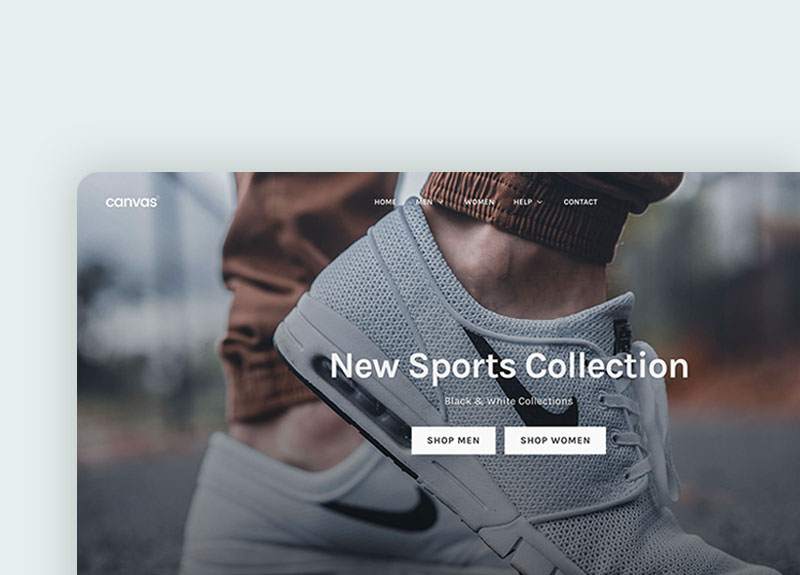 canvas
HOME MEN WOMEN HELP CONTACT
New Sports Collection
Black & White Collections
SHOP MEN SHOP WOMEN